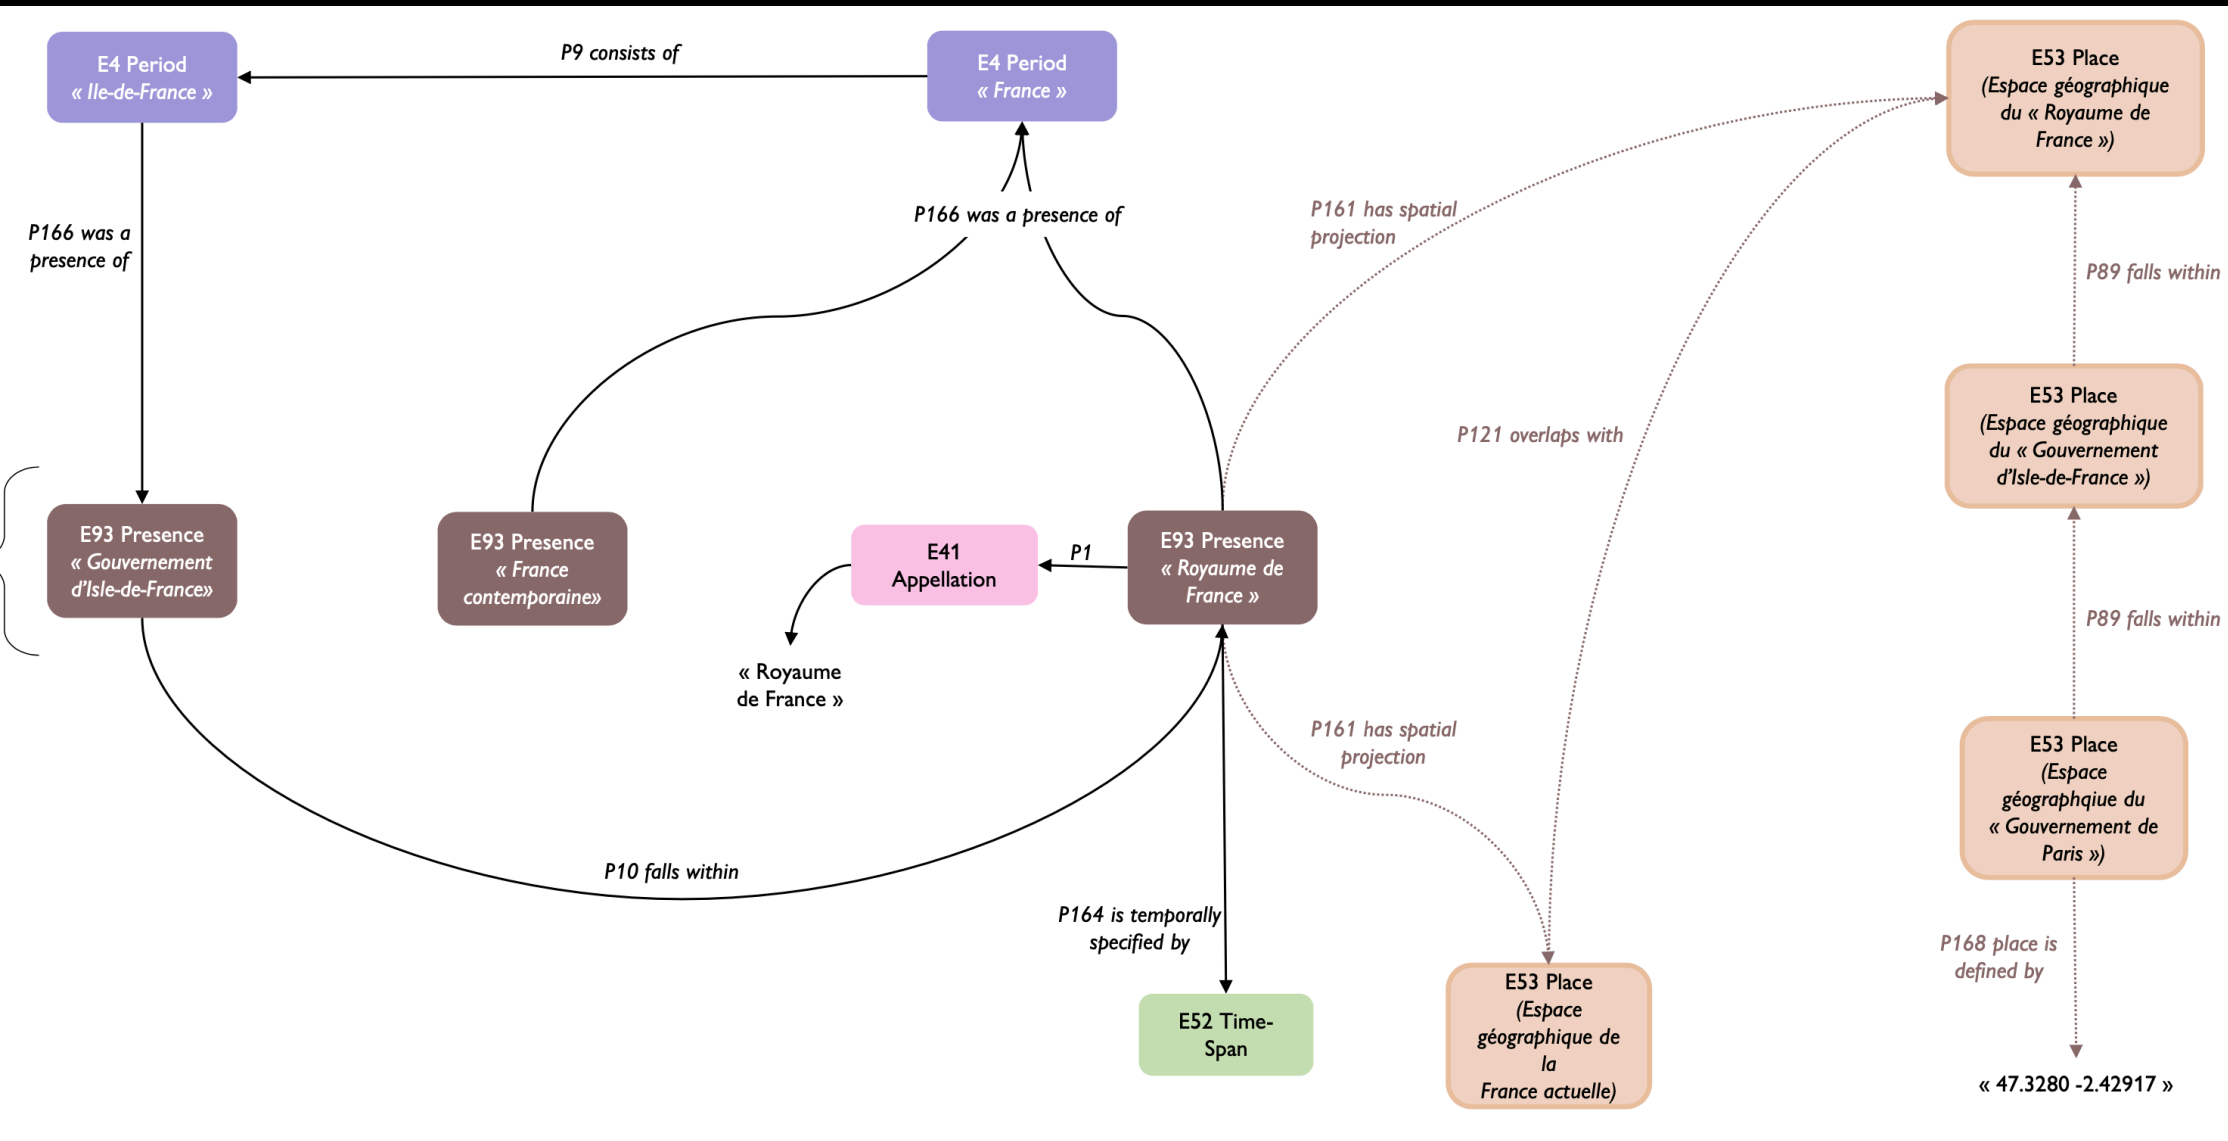 E4 Period
« Ile-de-France »
P9 consists of
E4 Period
« France »
E53 Place
(Espace géographique
du « Royaume de
France »)
P166 was a
presence of
P166 was a presence of
P161 has spatial
projection
P89 falls within
P121 overlaps with
E53 Place
(Espace géographique
du « Gouvernement
d’Isle-de-France »)
E93 Presence
« Gouvernement
d’Isle-de-France»
E93 Presence
« France
contemporaine»
E41
Appellation
P1
E93 Presence
« Royaume de
France »
« Royaume
de France »
P89 falls within
P161 has spatial
projection
E53 Place
(Espace
géographqiue du
« Gouvernement de
Paris »)
P10 falls within
P164 is temporally
specified by
P168 place is
defined by
E52 Time-
Span
E53 Place
(Espace
géographique de
la
France actuelle)
« 47.3280 -2.42917 »